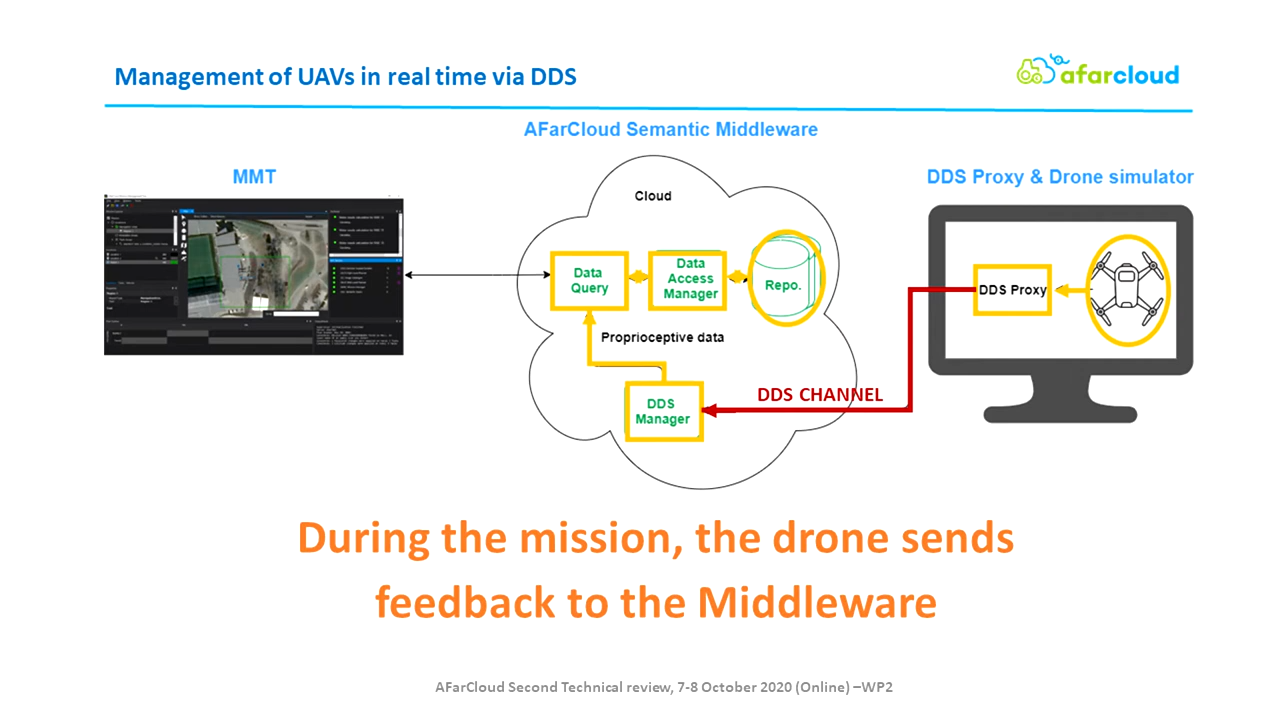 Management of UAVs in real time via DDS
afarcloud
AFarCloud Semantic Middleware
MMT
DDS Proxy & Drone simulator
Cloud
Data
Query
Data
Access
Manager
Repo.
DDS Proxy
Proprioceptive data
DDS CHANNEL
DDS
Manager
During the mission, the drone sends
feedback to the Middleware
AFarCloud Second Technical review, 7-8 October 2020 (Online) –WP2